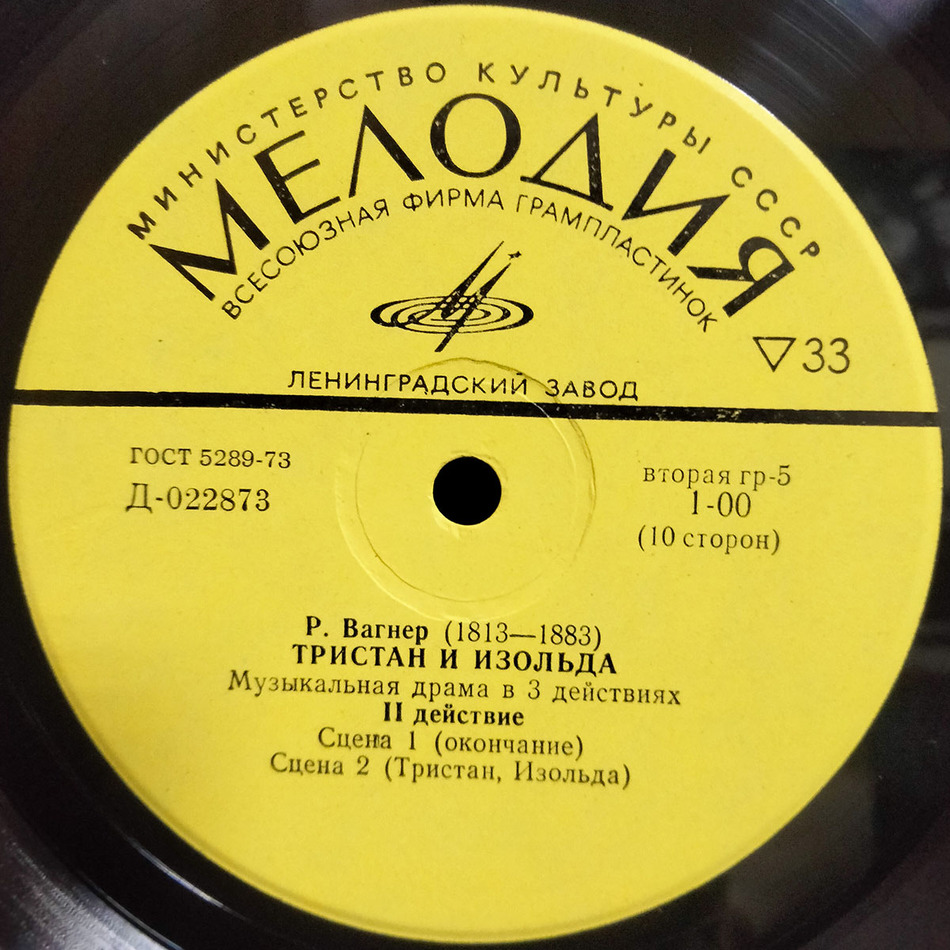 МИНИСТЕРСТВО КУЛЬТУРЫ СССР
МЕЛОДИЯ
ВСЕСОЮЗНАЯ ФИРМА ГРАМПЛАСТИНОК
▽33
ЛЕНИНГРАДСКИЙ ЗАВОД
ГОСТ 5289-73
Д-022873
вторая гр-5
1-00
(10 сторон)
Р. Вагнер (1813—1883)
ТРИСТАН И ИЗОЛЬДА
Музыкальная драма в 3 действиях
II действие
Сцена 1 (окончание)
Сцена 2 (Тристан, Изольда)